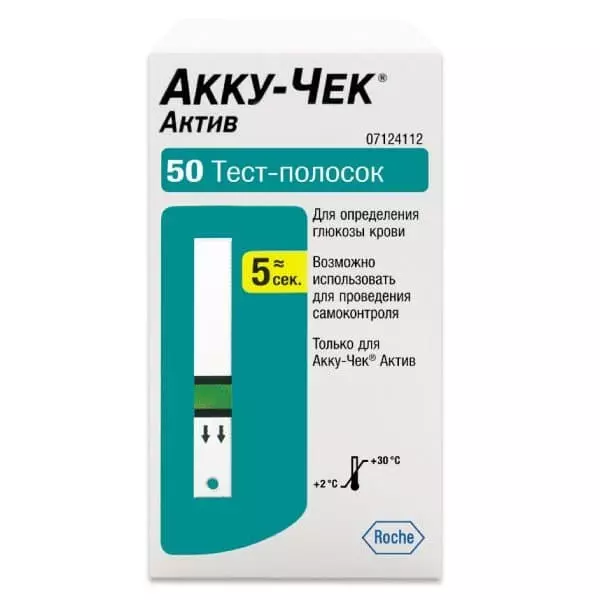 АККУ-ЧЕК®
АКТИВ
07124112
50 Тест-полосок
Для определения
глюкозы крови
≈
5 сек.
Возможно
использовать
для проведения
самоконтроля
Только для
Акку-Чек® Актив
+30 °C
+2 °C
Roche